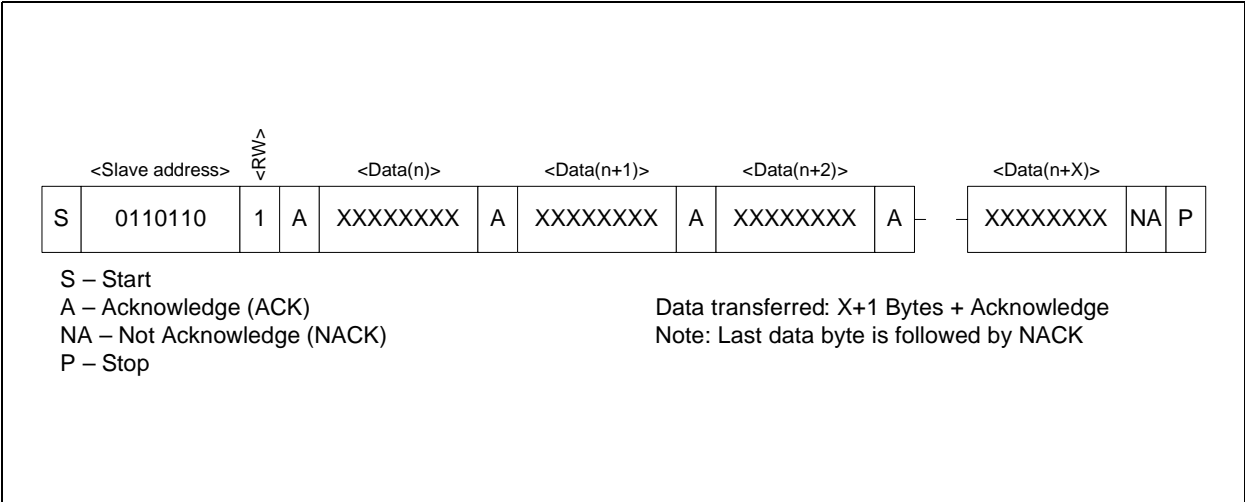 <Slave address> <RW> <Data(n)> <Data(n+1)> <Data(n+2)> <Data(n+X)>
S 0110110 1 A XXXXXXXX A XXXXXXXX A XXXXXXXX A XXXXXXXX NA P
S – Start
A – Acknowledge (ACK)
NA – Not Acknowledge (NACK)
P – Stop
Data transferred: X+1 Bytes + Acknowledge
Note: Last data byte is followed by NACK